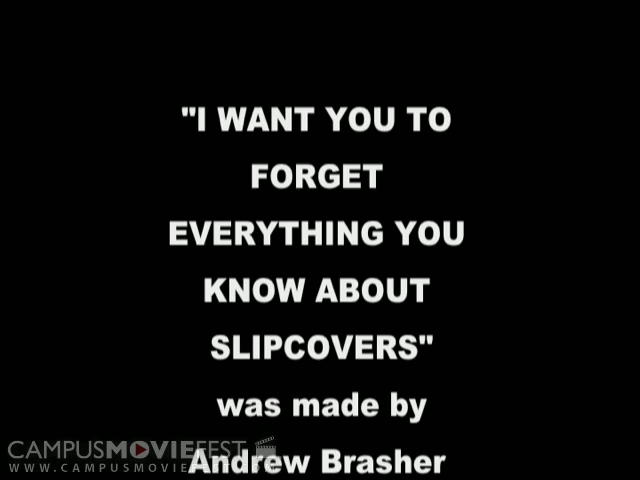 "I WANT YOU TO
FORGET
EVERYTHING YOU
KNOW ABOUT
SLIPCOVERS"
was made by
Andrew Brasher
CAMPUSMOVIEFEST